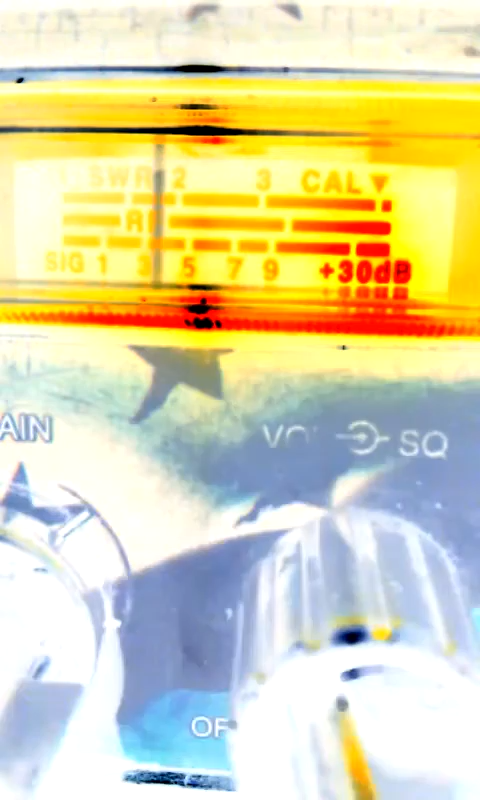 SWR 2 3 CAL▼
RF
SIG 1 3 5 7 9 +30dB
AIN
VOL SQ
OF